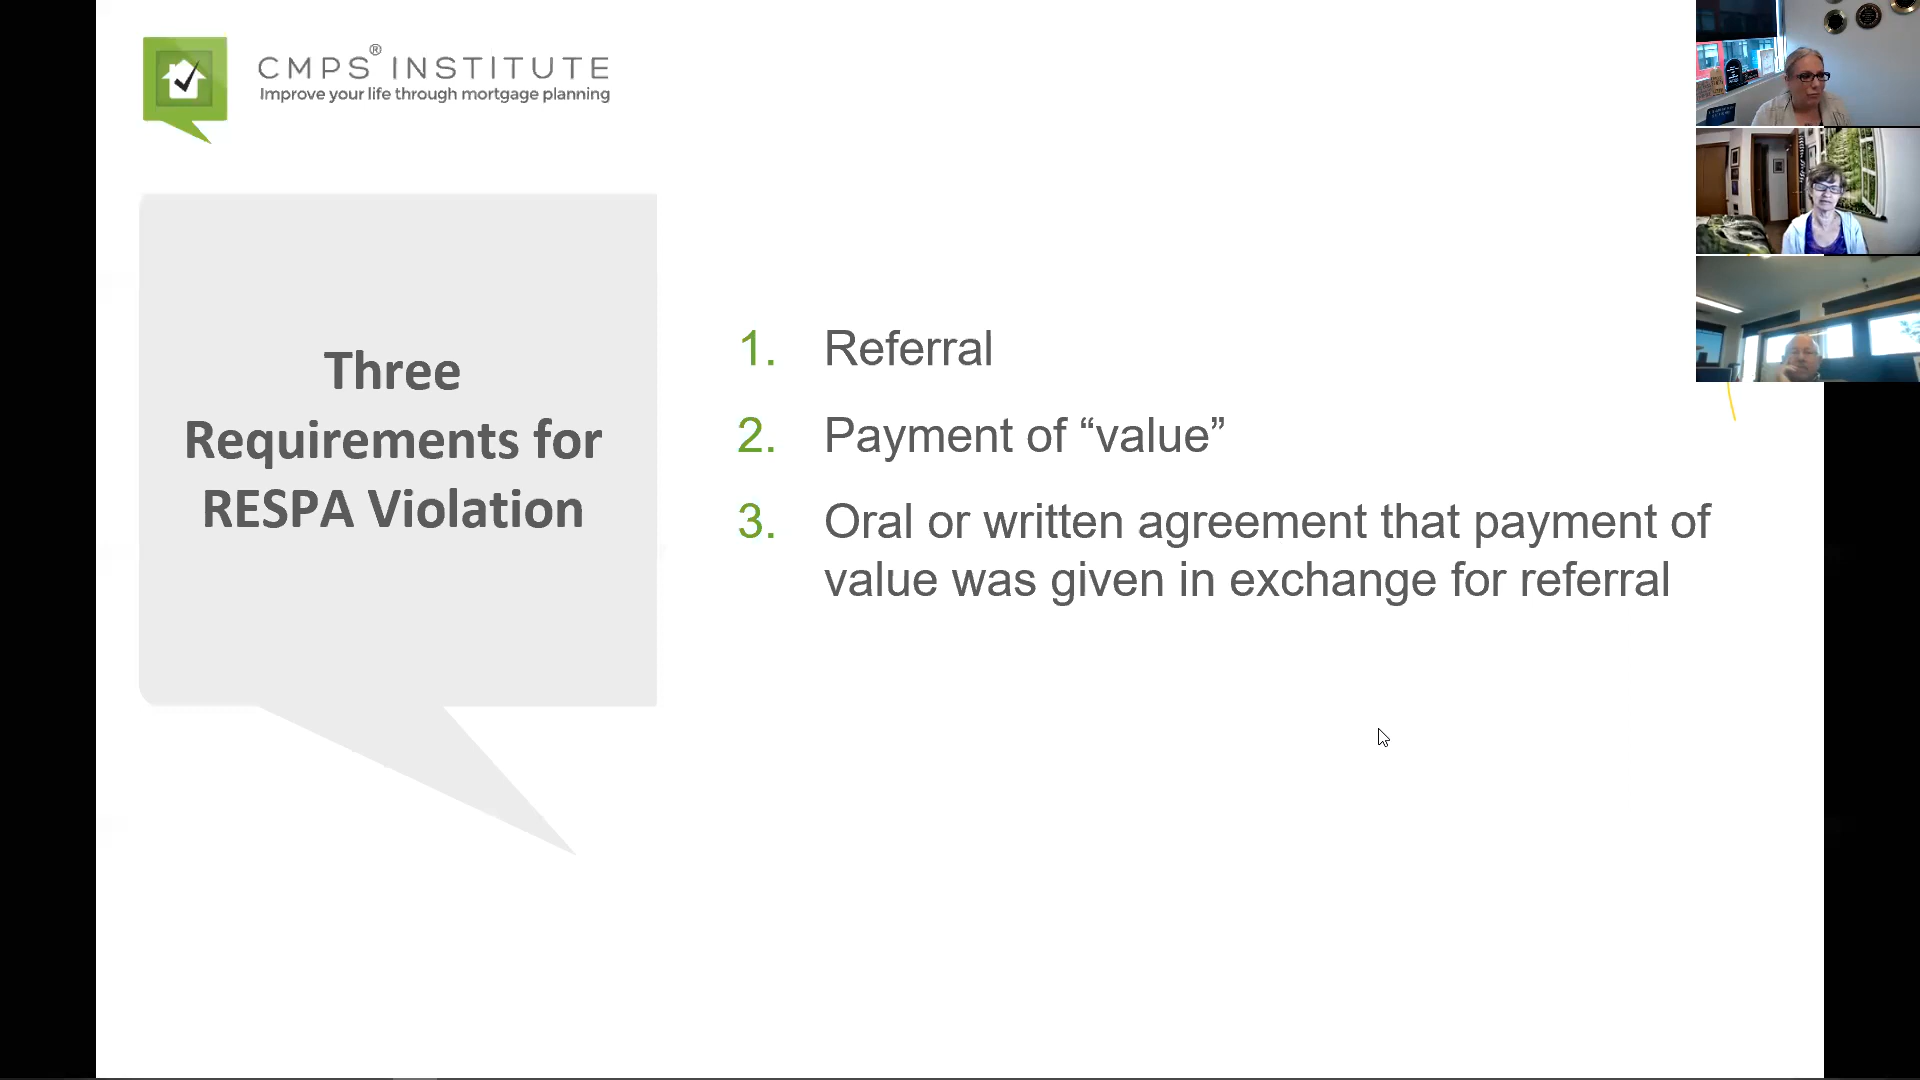 CMPS® INSTITUTE
Improve your life through mortgage planning
Three
Requirements for
RESPA Violation
1. Referral
2. Payment of “value”
3. Oral or written agreement that payment of
value was given in exchange for referral